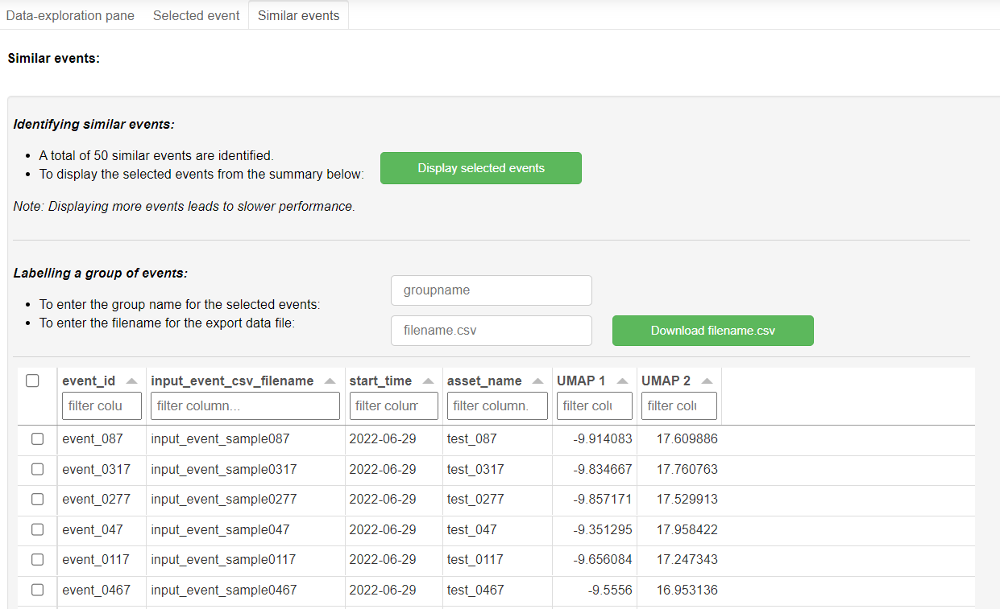 Data-exploration pane Selected event Similar events
Similar events:
Identifying similar events:
• A total of 50 similar events are identified.
• To display the selected events from the summary below: Display selected events
Note: Displaying more events leads to slower performance.
Labelling a group of events:
groupname
• To enter the group name for the selected events:
• To enter the filename for the export data file:
filename.csv Download filename.csv
event_id input_event_csv_filename start_time asset_name UMAP 1 UMAP 2
filter colu filter column... filter colum filter column. filter colu filter colu
event_087 input_event_sample087 2022-06-29 test_087 -9.914083 17.609886
event_0317 input_event_sample0317 2022-06-29 test_0317 -9.834667 17.760763
event_0277 input_event_sample0277 2022-06-29 test_0277 -9.857171 17.529913
event_047 input_event_sample047 2022-06-29 test_047 -9.351295 17.958422
event_0117 input_event_sample0117 2022-06-29 test_0117 -9.656084 17.247343
event_0467 input_event_sample0467 2022-06-29 test_0467 -9.5556 16.953136